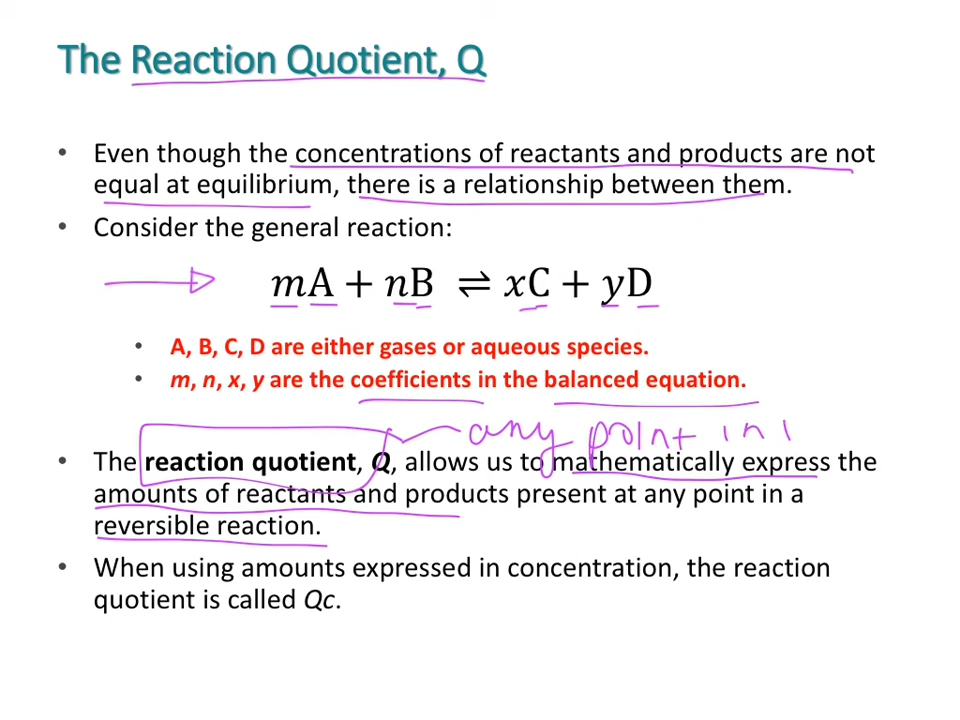 The Reaction Quotient, Q
• Even though the concentrations of reactants and products are not
equal at equilibrium, there is a relationship between them.
• Consider the general reaction:
mA + nB ⇌ xC + yD
• A, B, C, D are either gases or aqueous species.
• m, n, x, y are the coefficients in the balanced equation.
any point in
• The reaction quotient, Q, allows us to mathematically express the
amounts of reactants and products present at any point in a
reversible reaction.
• When using amounts expressed in concentration, the reaction
quotient is called Qc.